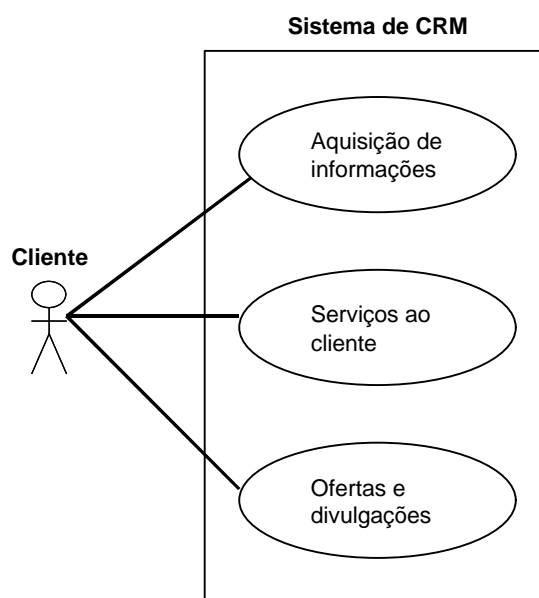 Sistema de CRM
Aquisição de
informações
Cliente
Serviços ao
cliente
Ofertas e
divulgações